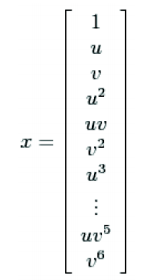 x =
1
u
v
u²
uv
v²
u³
⋮
uv⁵
v⁶